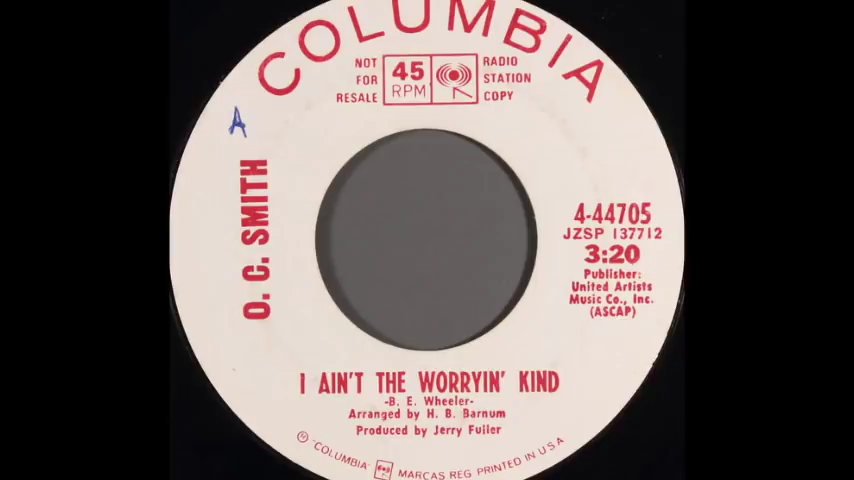 COLUMBIA
NOT
FOR
RESALE
45
RPM
RADIO
STATION
COPY
A
O. C. SMITH
4-44705
JZSP 137712
3:20
Publisher:
United Artists
Music Co., Inc.
(ASCAP)
I AIN'T THE WORRYIN' KIND
-B. E. Wheeler-
Arranged by H. B. Barnum
Produced by Jerry Fuller
"COLUMBIA" MARCAS REG PRINTED IN U S A